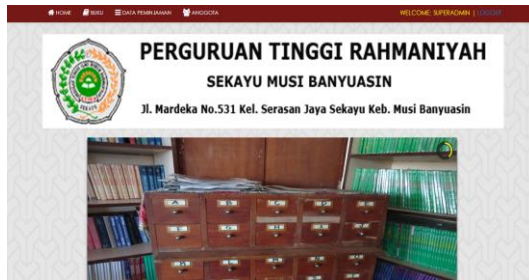 HOME BUKU DATA PEMINJAMAN ANGGOTA WELCOME: SUPERADMIN | LOGOUT
PERGURUAN TINGGI RAHMANIYAH
SEKAYU MUSI BANYUASIN
Jl. Mardeka No.531 Kel. Serasan Jaya Sekayu Keb. Musi Banyuasin
A B C D
G H